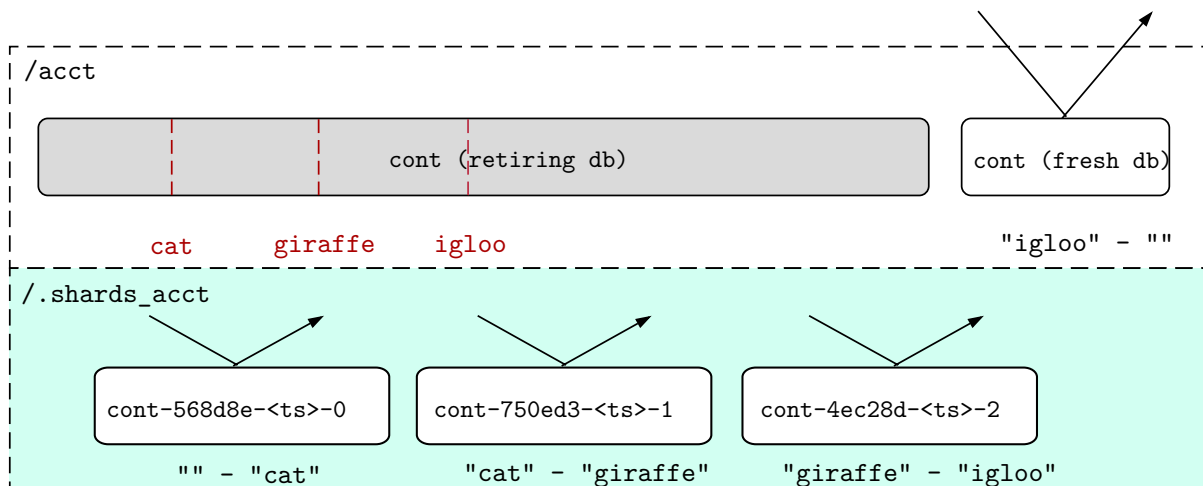 /acct
cont (retiring db)
cont (fresh db)
cat
giraffe
igloo
"igloo" - ""
/.shards_acct
cont-568d8e-<ts>-0
cont-750ed3-<ts>-1
cont-4ec28d-<ts>-2
"" - "cat"
"cat" - "giraffe"
"giraffe" - "igloo"